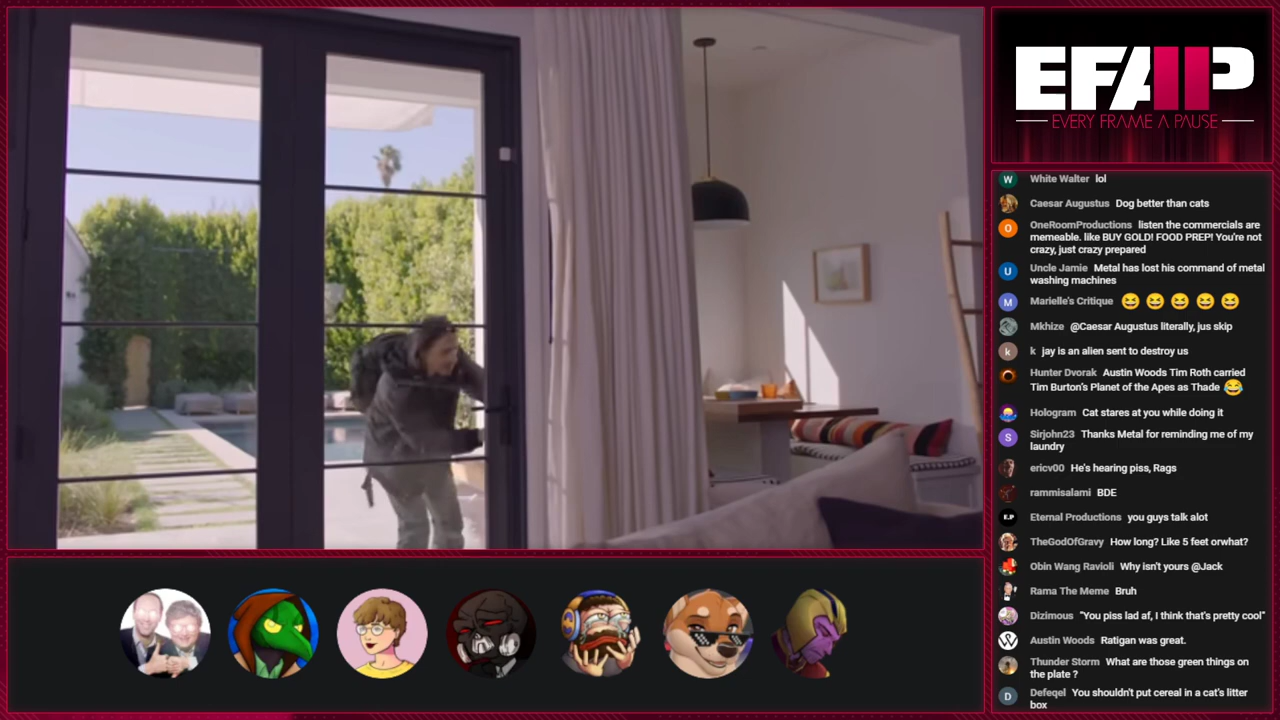 EFAP
EVERY FRAME A PAUSE
W White Walter lol
Caesar Augustus Dog better than cats
O OneRoomProductions listen the commercials are
memeable. like BUY GOLD! FOOD PREP! You're not
crazy, just crazy prepared
U Uncle Jamie Metal has lost his command of metal
washing machines
M Marielle's Critique 😆 😆 😆 😆 😆
Mkhize @Caesar Augustus literally, jus skip
k k jay is an alien sent to destroy us
Hunter Dvorak Austin Woods Tim Roth carried
Tim Burton's Planet of the Apes as Thade 😂
Hologram Cat stares at you while doing it
S Sirjohn23 Thanks Metal for reminding me of my
laundry
ericv00 He's hearing piss, Rags
rammisalami BDE
E.P Eternal Productions you guys talk alot
TheGodOfGravy How long? Like 5 feet orwhat?
Obin Wang Ravioli Why isn't yours @Jack
Rama The Meme Bruh
Dizimous "You piss lad af, I think that's pretty cool"
Austin Woods Ratigan was great.
Thunder Storm What are those green things on
the plate ?
D Defeqel You shouldn't put cereal in a cat's litter
box